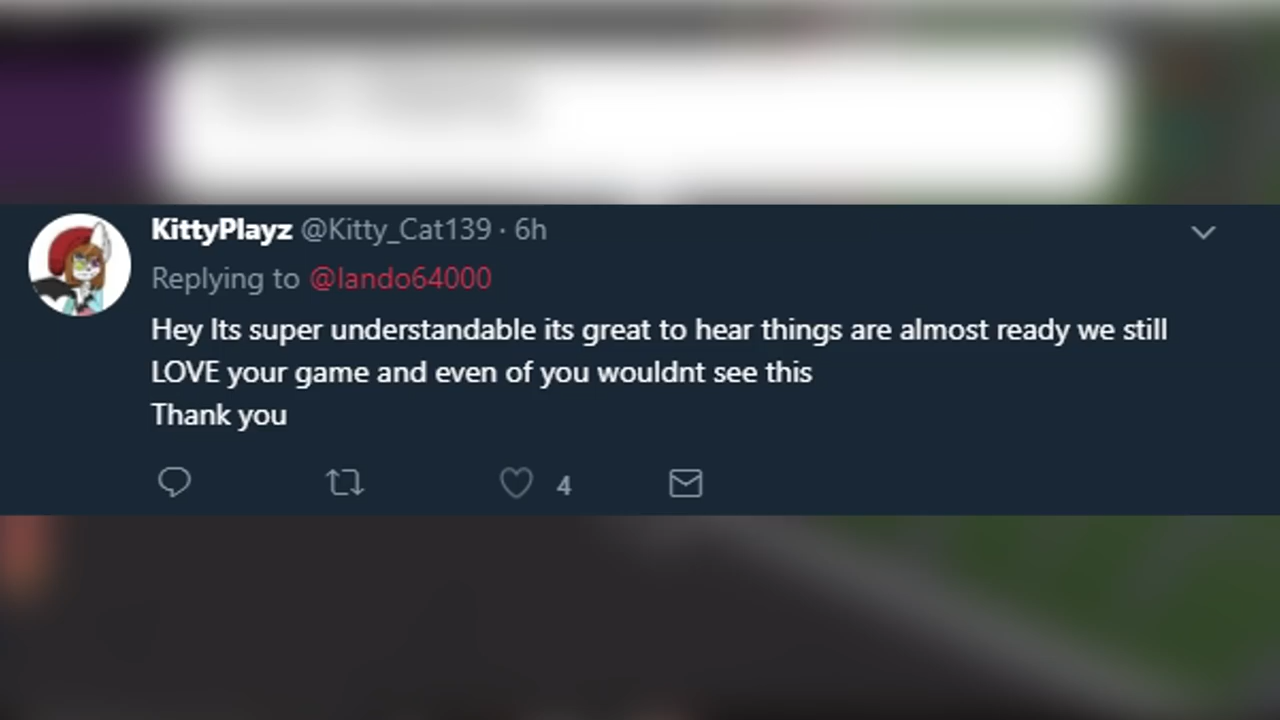 KittyPlayz @Kitty_Cat139 · 6h
Replying to @lando64000
Hey Its super understandable its great to hear things are almost ready we still
LOVE your game and even of you wouldnt see this
Thank you
4